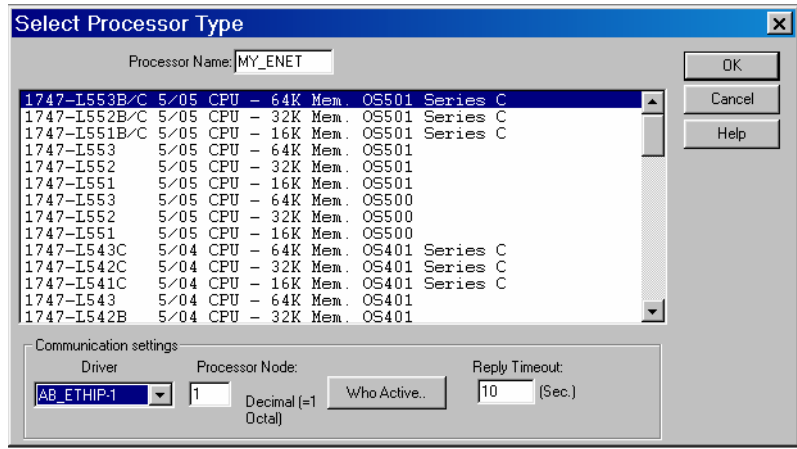 Select Processor Type
Processor Name: MY_ENET
OK
Cancel
Help
1747-L553B/C 5/05 CPU - 64K Mem. OS501 Series C
1747-L552B/C 5/05 CPU - 32K Mem. OS501 Series C
1747-L551B/C 5/05 CPU - 16K Mem. OS501 Series C
1747-L553 5/05 CPU - 64K Mem. OS501
1747-L552 5/05 CPU - 32K Mem. OS501
1747-L551 5/05 CPU - 16K Mem. OS501
1747-L553 5/05 CPU - 64K Mem. OS500
1747-L552 5/05 CPU - 32K Mem. OS500
1747-L551 5/05 CPU - 16K Mem. OS500
1747-L543C 5/04 CPU - 64K Mem. OS401 Series C
1747-L542C 5/04 CPU - 32K Mem. OS401 Series C
1747-L541C 5/04 CPU - 16K Mem. OS401 Series C
1747-L543 5/04 CPU - 64K Mem. OS401
1747-L542B 5/04 CPU - 32K Mem. OS401
Communication settings
Driver Processor Node: Reply Timeout:
AB_ETHIP-1 1 Decimal (=1 Who Active.. 10 (Sec.)
Octal)